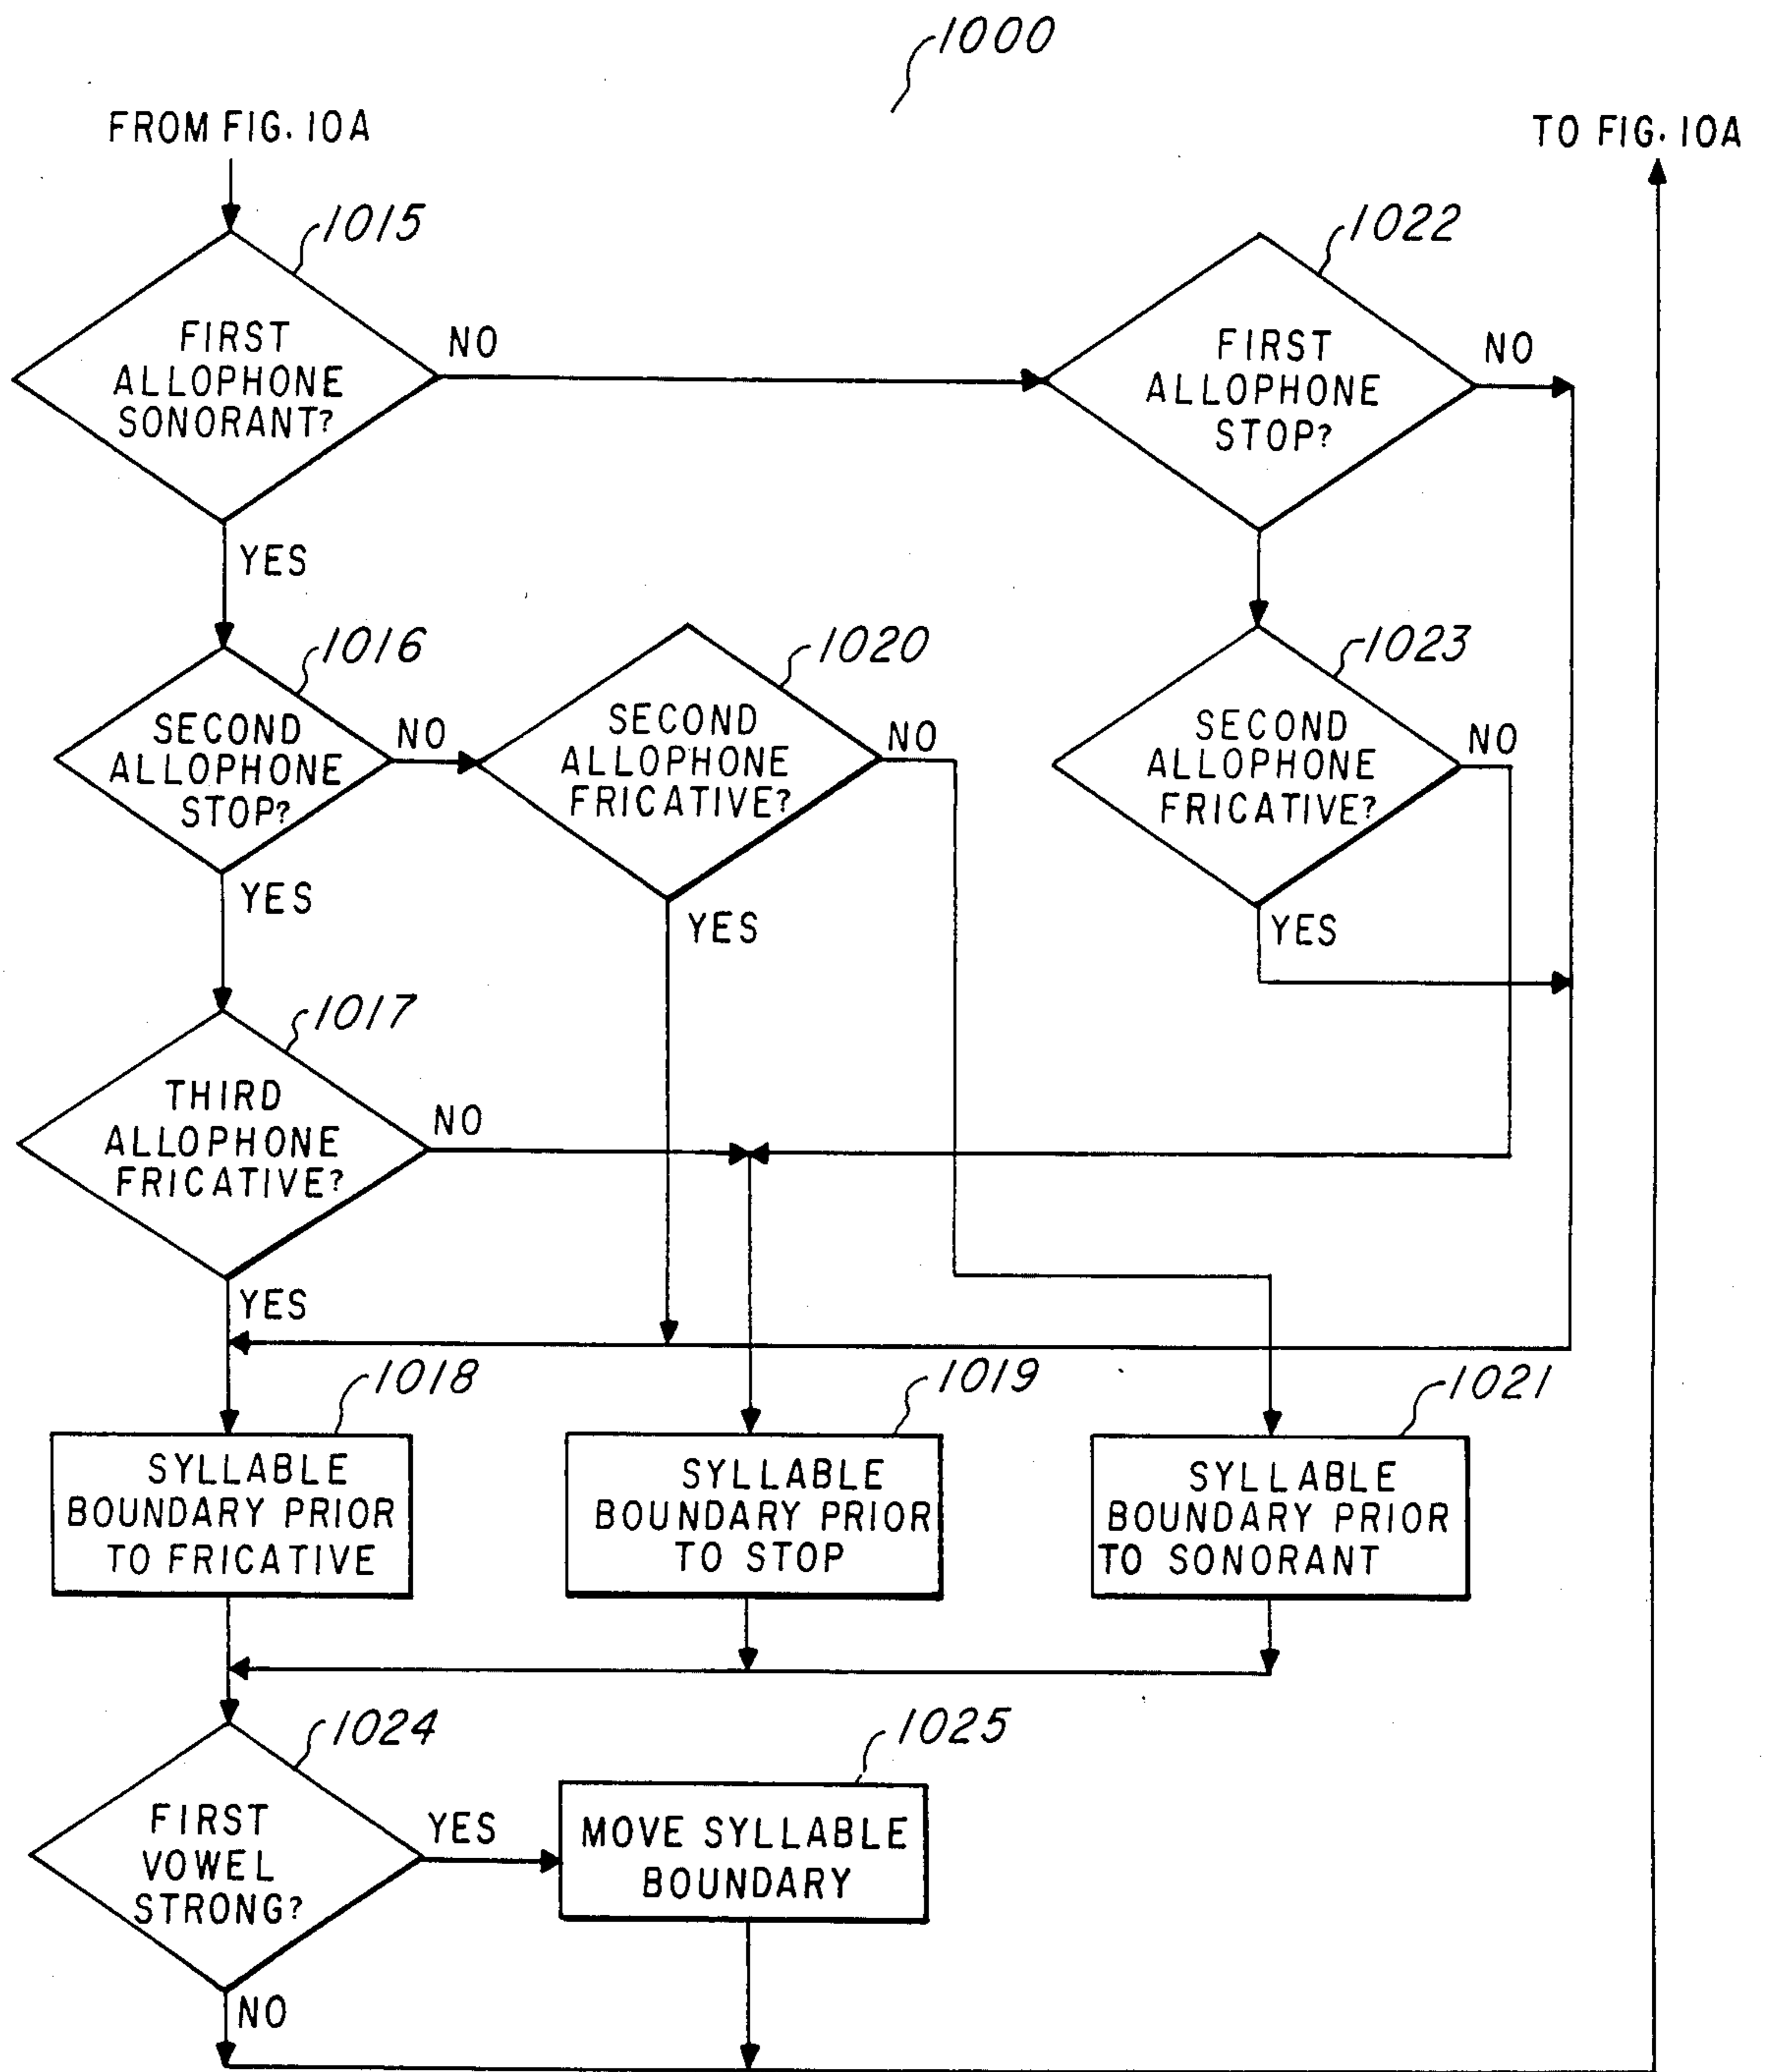 1000
FROM FIG. 10A
TO FIG. 10A
1015
1022
FIRST
ALLOPHONE
SONORANT?
NO
FIRST
ALLOPHONE
STOP?
NO
YES
1016
1020
1023
SECOND
ALLOPHONE
STOP?
NO
SECOND
ALLOPHONE
FRICATIVE?
NO
SECOND
ALLOPHONE
FRICATIVE?
NO
YES
YES
YES
1017
THIRD
ALLOPHONE
FRICATIVE?
NO
YES
1018
1019
1021
SYLLABLE
BOUNDARY PRIOR
TO FRICATIVE
SYLLABLE
BOUNDARY PRIOR
TO STOP
SYLLABLE
BOUNDARY PRIOR
TO SONORANT
1024
1025
FIRST
VOWEL
STRONG?
YES
MOVE SYLLABLE
BOUNDARY
NO